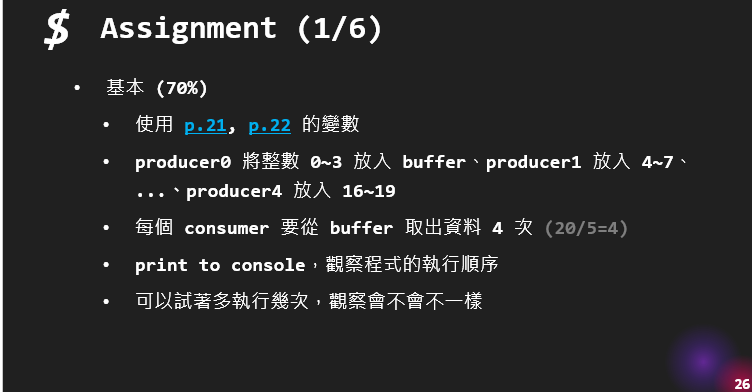 $ Assignment (1/6)
• 基本 (70%)
• 使用 p.21, p.22 的變數
• producer0 將整數 0~3 放入 buffer、producer1 放入 4~7、
...、producer4 放入 16~19
• 每個 consumer 要從 buffer 取出資料 4 次 (20/5=4)
• print to console，觀察程式的執行順序
• 可以試著多執行幾次，觀察會不會不一樣
26